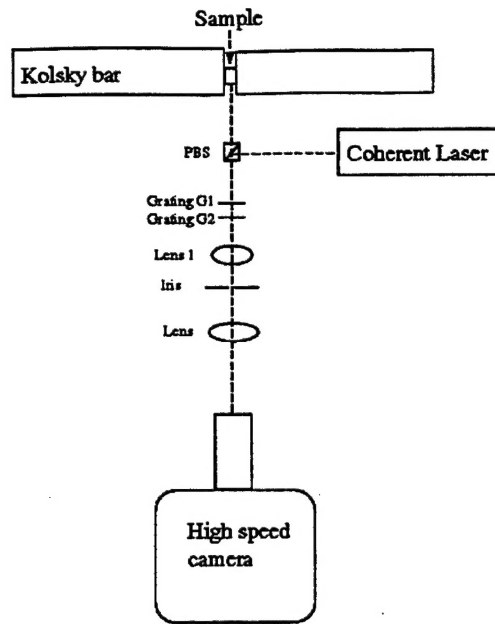 Sample
Kolsky bar
PBS
Coherent Laser
Grating G1
Grating G2
Lens 1
Iris
Lens
High speed
camera